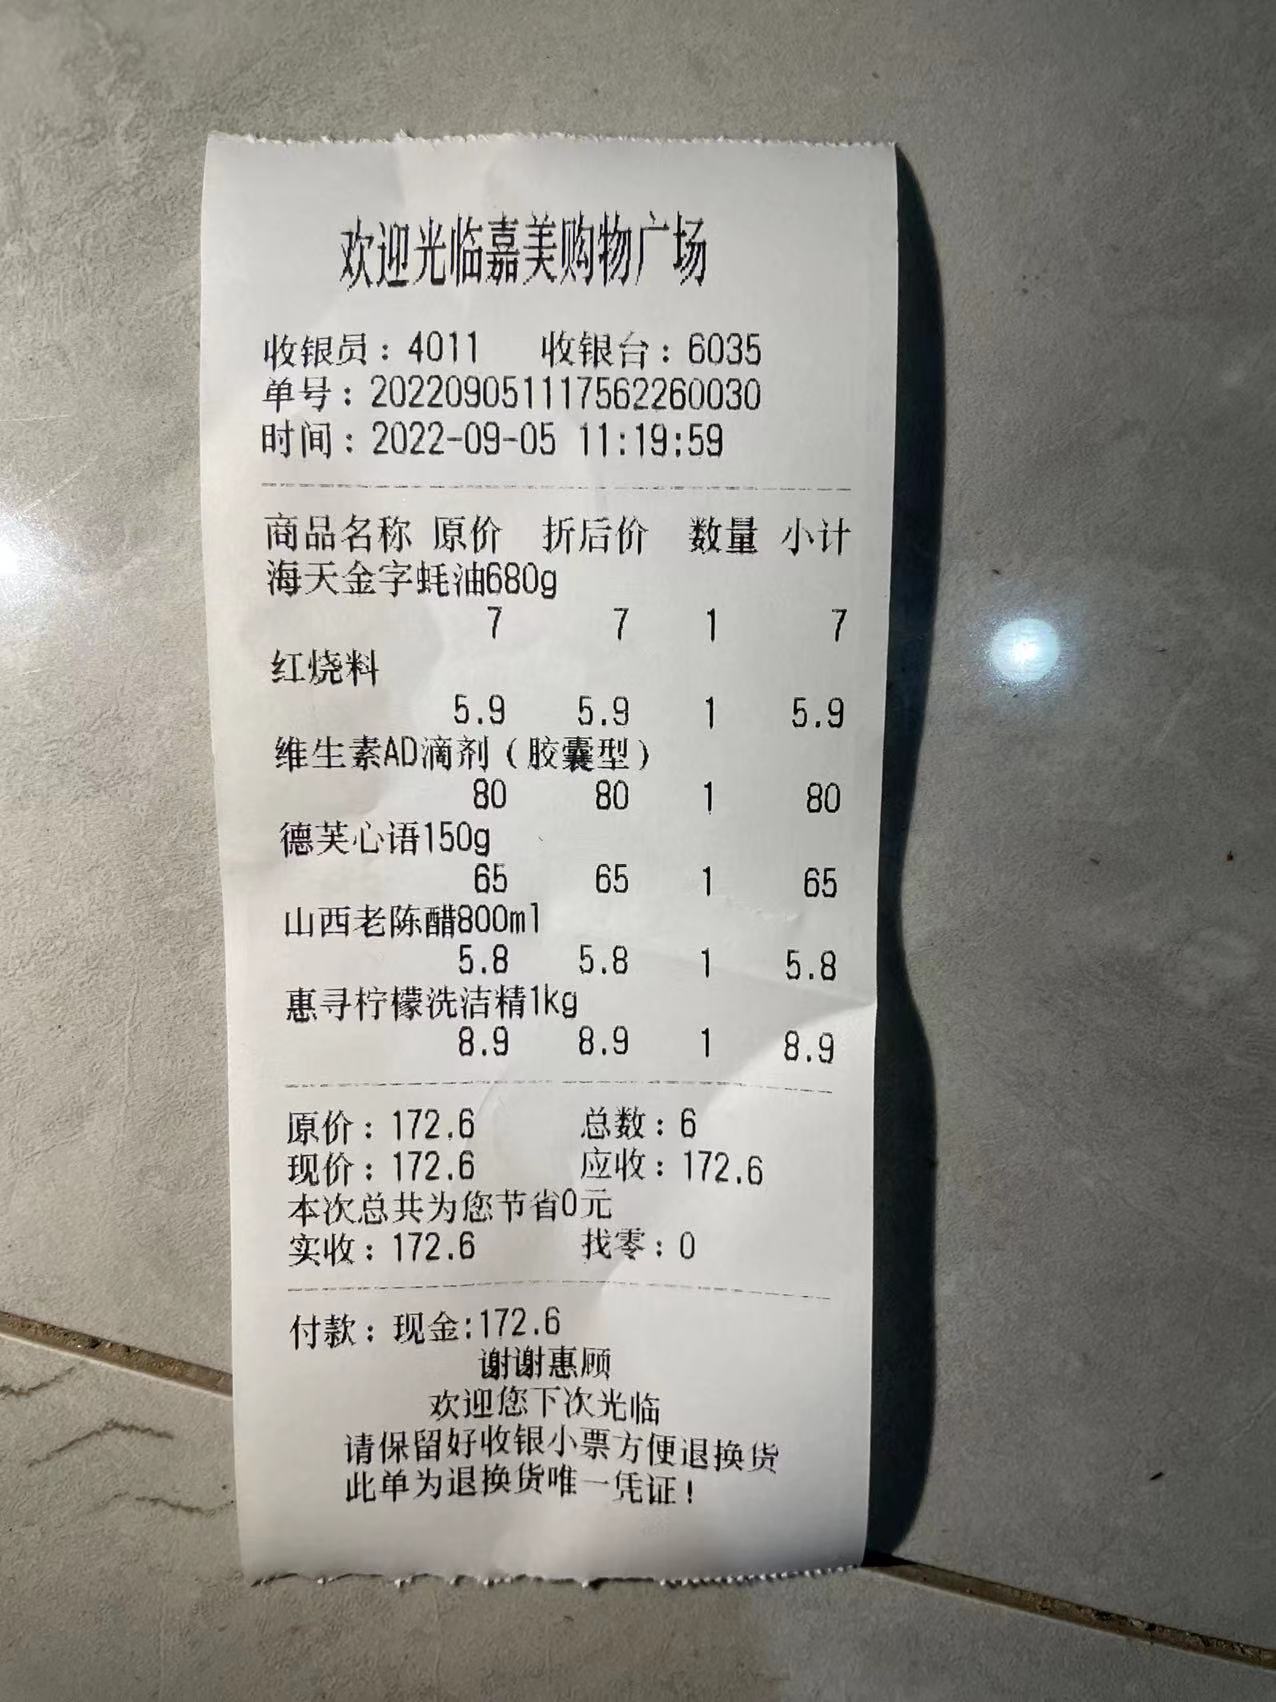 欢迎光临嘉美购物广场
收银员：4011 收银台：6035
单号：202209051117562260030
时间：2022-09-05 11:19:59
商品名称 原价 折后价 数量 小计
海天金字蚝油680g
7 7 1 7
红烧料
5.9 5.9 1 5.9
维生素AD滴剂（胶囊型）
80 80 1 80
德芙心语150g
65 65 1 65
山西老陈醋800ml
5.8 5.8 1 5.8
惠寻柠檬洗洁精1kg
8.9 8.9 1 8.9
原价：172.6 总数：6
现价：172.6 应收：172.6
本次总共为您节省0元
实收：172.6 找零：0
付款：现金:172.6
谢谢惠顾
欢迎您下次光临
请保留好收银小票方便退换货
此单为退换货唯一凭证！